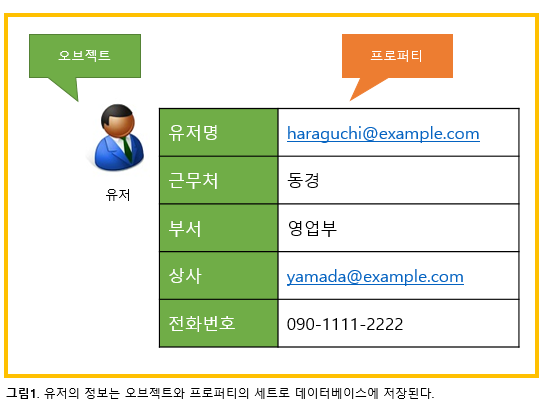 오브젝트
프로퍼티
유저
유저명 haraguchi@example.com
근무처 동경
부서 영업부
상사 yamada@example.com
전화번호 090-1111-2222
그림1. 유저의 정보는 오브젝트와 프로퍼티의 세트로 데이터베이스에 저장된다.